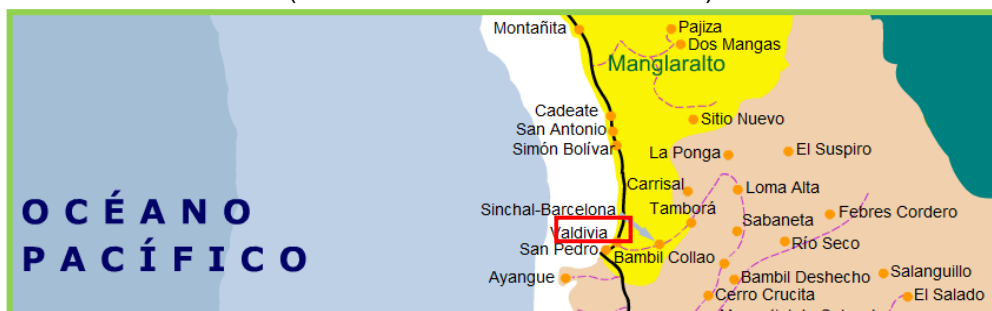 Montañita
Pajiza
Dos Mangas
Manglaralto
Cadeate
San Antonio
Sitio Nuevo
Simón Bolívar
La Ponga
El Suspiro
Carrisal
Loma Alta
OCÉANO
PACÍFICO
Sinchal-Barcelona
Tamborá
Febres Cordero
Sabaneta
Valdivia
Río Seco
San Pedro
Bambil Collao
Ayangue
Bambil Deshecho
Salanguillo
Cerro Crucita
El Salado